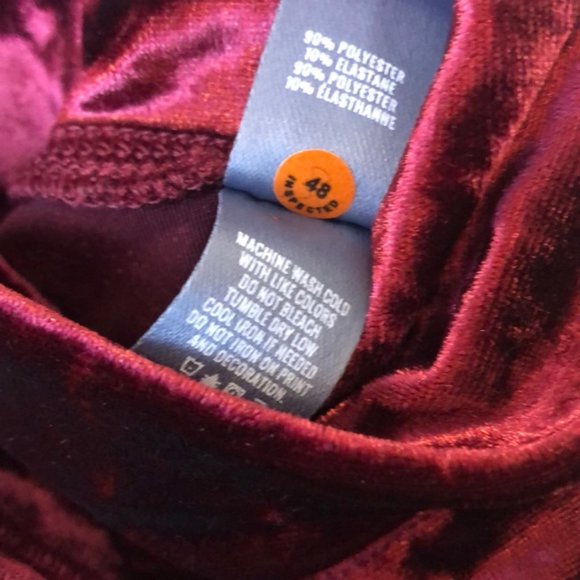 90% POLYESTER
10% ELASTANE
90% POLYESTER
10% ÉLASTHANNE
48
INSPECTED
MACHINE WASH COLD
WITH LIKE COLORS
DO NOT BLEACH
TUMBLE DRY LOW
COOL IRON IF NEEDED
DO NOT IRON ON PRINT
AND DECORATION.